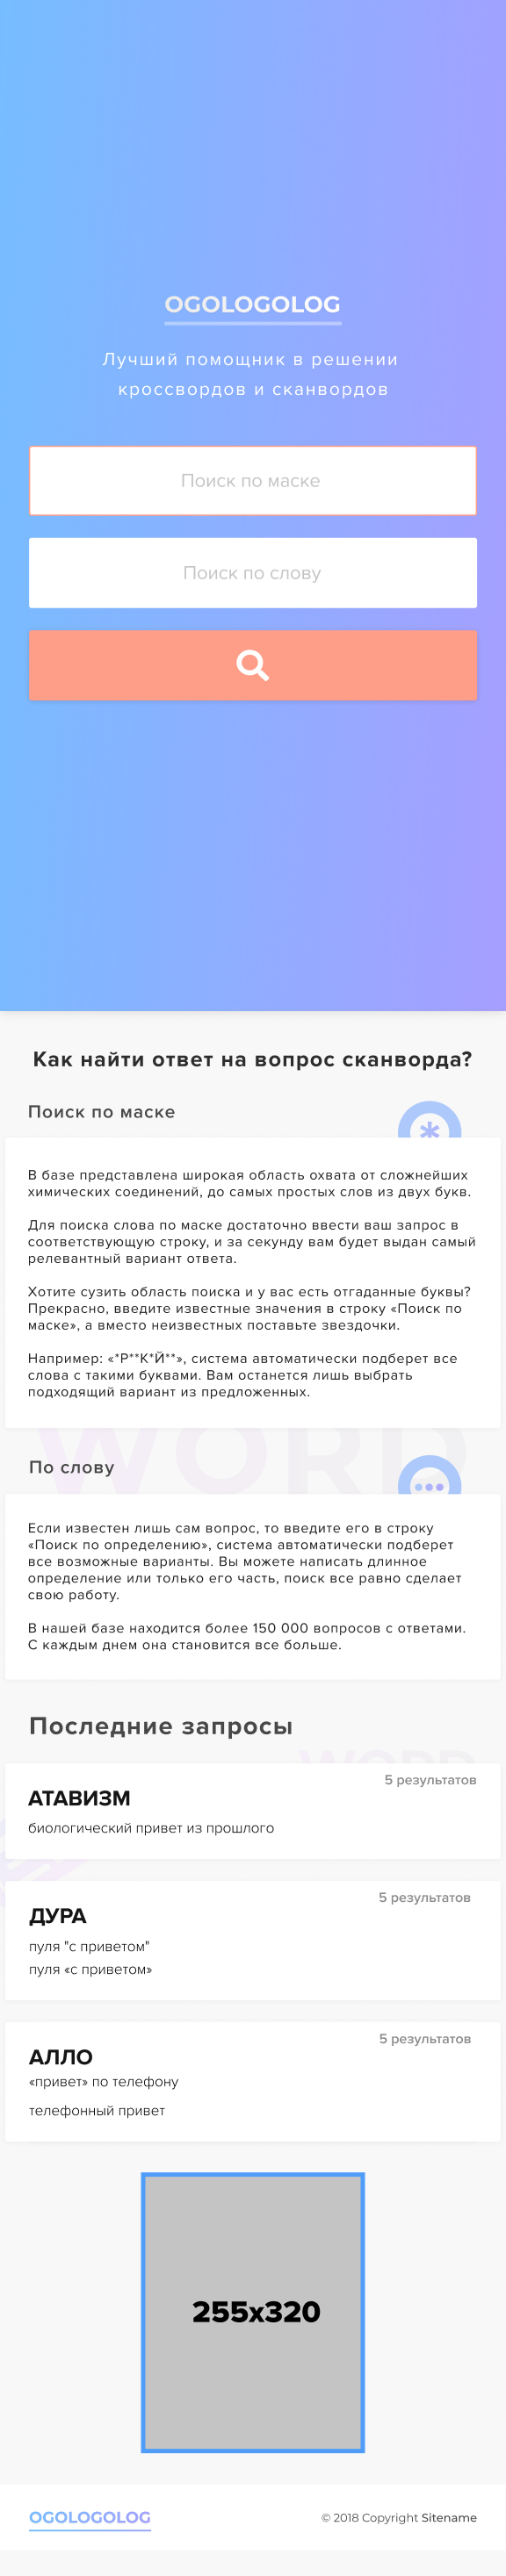 OGOLOGOLOG
Лучший помощник в решении
кроссвордов и сканвордов
Поиск по маске
Поиск по слову
Как найти ответ на вопрос сканворда?
Поиск по маске
*
В базе представлена широкая область охвата от сложнейших
химических соединений, до самых простых слов из двух букв.
Для поиска слова по маске достаточно ввести ваш запрос в
соответствующую строку, и за секунду вам будет выдан самый
релевантный вариант ответа.
Хотите сузить область поиска и у вас есть отгаданные буквы?
Прекрасно, введите известные значения в строку «Поиск по
маске», а вместо неизвестных поставьте звездочки.
Например: «*Р**К*Й**», система автоматически подберет все
слова с такими буквами. Вам останется лишь выбрать
подходящий вариант из предложенных.
WORD
По слову
Если известен лишь сам вопрос, то введите его в строку
«Поиск по определению», система автоматически подберет
все возможные варианты. Вы можете написать длинное
определение или только его часть, поиск все равно сделает
свою работу.
В нашей базе находится более 150 000 вопросов с ответами.
С каждым днем она становится все больше.
Последние запросы
WORD
5 результатов
АТАВИЗМ
биологический привет из прошлого
5 результатов
ДУРА
пуля "с приветом"
пуля «с приветом»
5 результатов
АЛЛО
«привет» по телефону
телефонный привет
255x320
OGOLOGOLOG
© 2018 Copyright Sitename